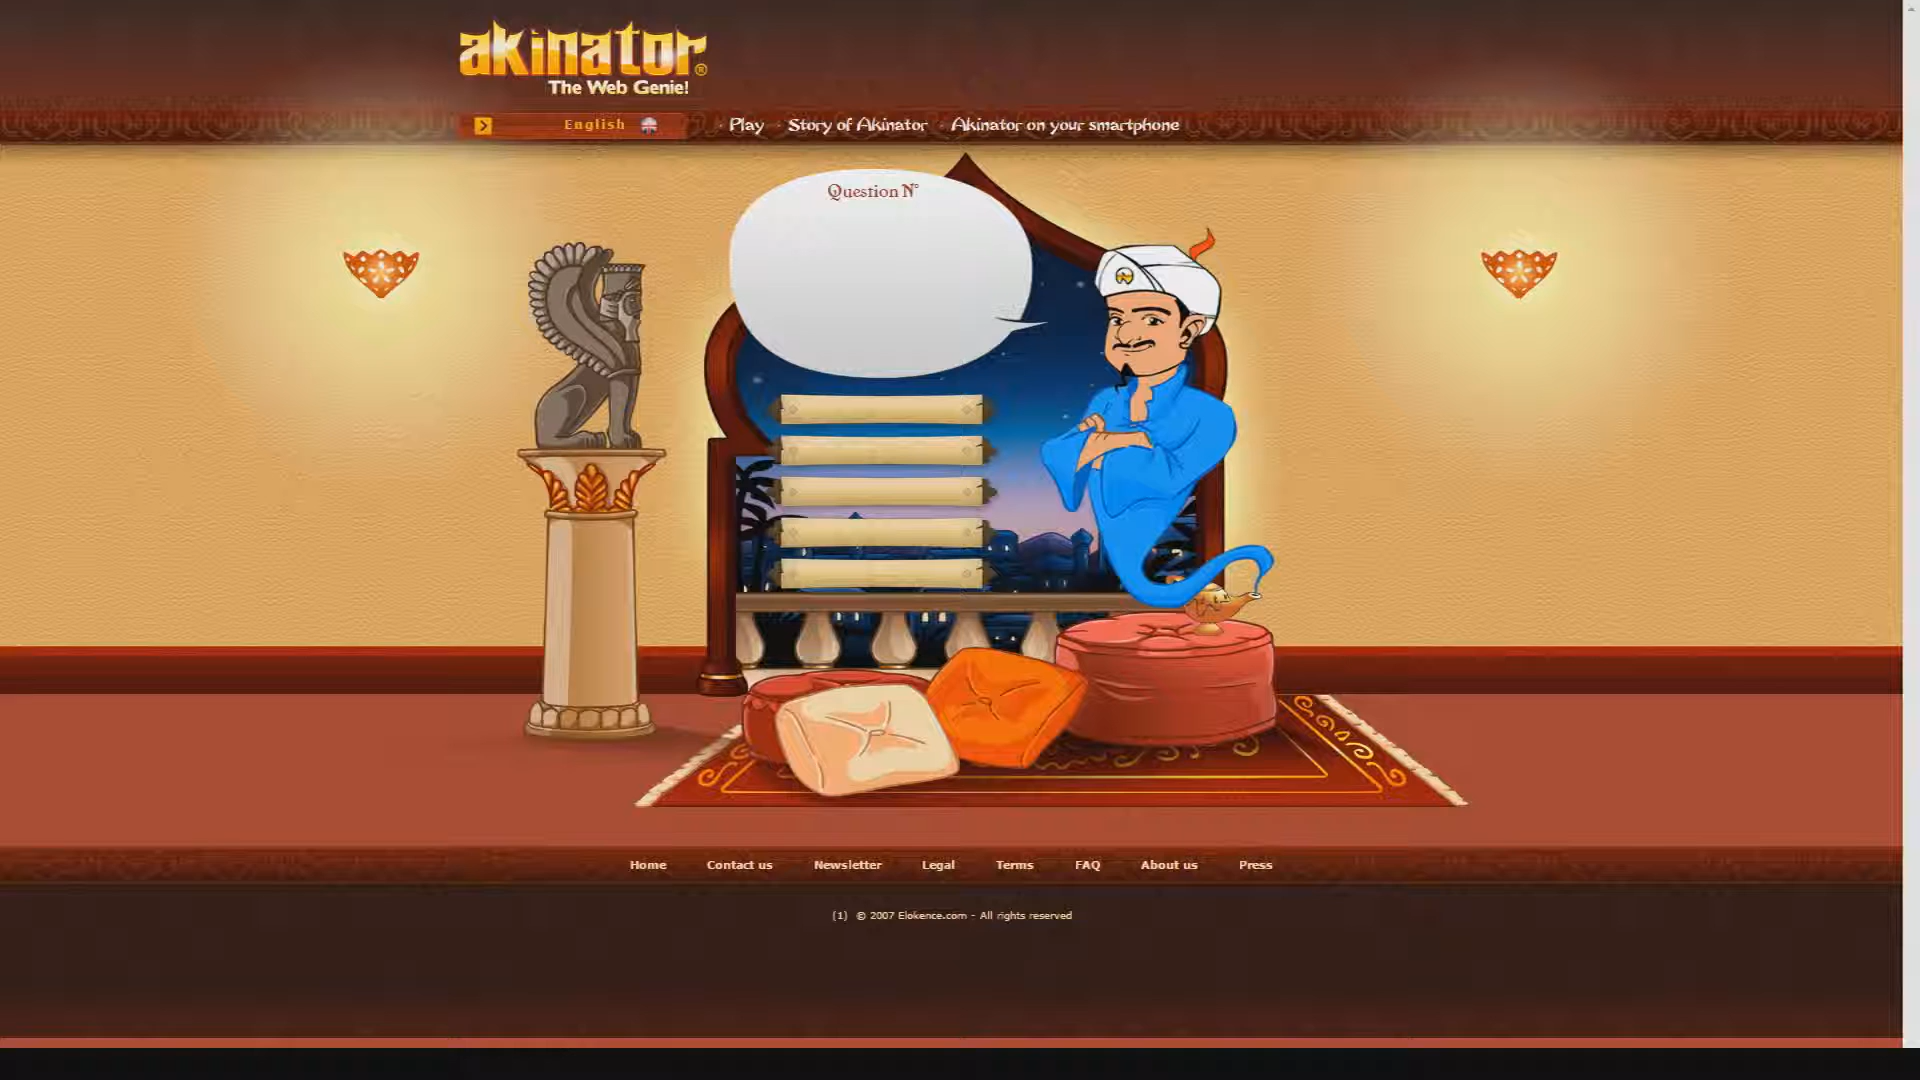 akinator®
The Web Genie!
English
Play
Story of Akinator
Akinator on your smartphone
Question N°
Home
Contact us
Newsletter
Legal
Terms
FAQ
About us
Press
(1) © 2007 Elokence.com - All rights reserved